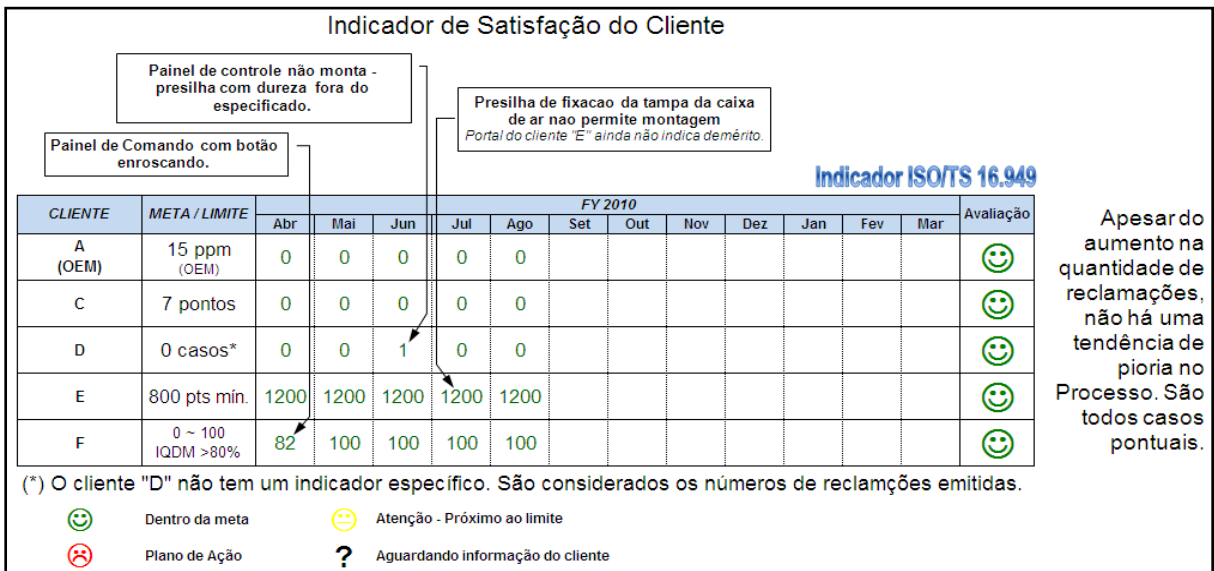 Indicador de Satisfação do Cliente
Painel de controle não monta -
presilha com dureza fora do
especificado.
Presilha de fixacao da tampa da caixa
de ar nao permite montagem
Portal do cliente "E" ainda não indica demérito.
Painel de Comando com botão
enroscando.
Indicador ISO/TS 16.949
CLIENTE META / LIMITE FY 2010 Avaliação
Abr Mai Jun Jul Ago Set Out Nov Dez Jan Fev Mar
A
(OEM)
15 ppm
(OEM)
0 0 0 0 0
C 7 pontos 0 0 0 0 0
D 0 casos* 0 0 1 0 0
E 800 pts mín. 1200 1200 1200 1200 1200
F
0 ~ 100
IQDM >80%
82 100 100 100 100
Apesar do
aumento na
quantidade de
reclamações,
não há uma
tendência de
pioria no
Processo. São
todos casos
pontuais.
(*) O cliente "D" não tem um indicador específico. São considerados os números de reclamções emitidas.
Dentro da meta
Atenção - Próximo ao limite
Plano de Ação
? Aguardando informação do cliente